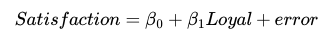 Satisfaction = β₀ + β₁Loyal + error